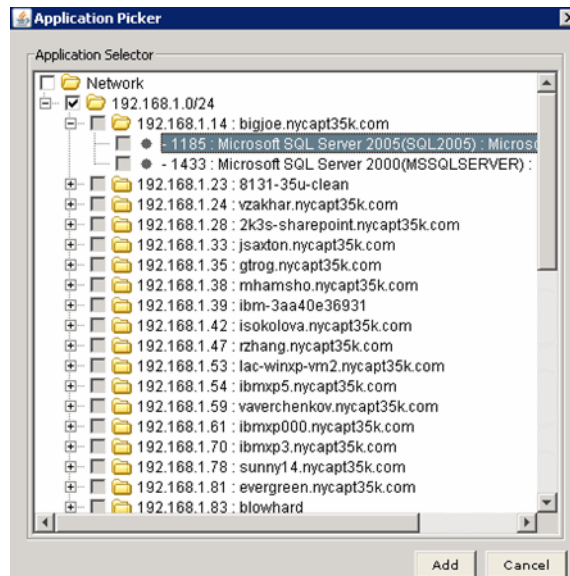 Application Picker
Application Selector
Network
192.168.1.0/24
192.168.1.14 : bigjoe.nycapt35k.com
- 1185 : Microsoft SQL Server 2005(SQL2005) : Microso
- 1433 : Microsoft SQL Server 2000(MSSQLSERVER) :
192.168.1.23 : 8131-35u-clean
192.168.1.24 : vzakhar.nycapt35k.com
192.168.1.28 : 2k3s-sharepoint.nycapt35k.com
192.168.1.33 : jsaxton.nycapt35k.com
192.168.1.35 : gtrog.nycapt35k.com
192.168.1.38 : mhamsho.nycapt35k.com
192.168.1.39 : ibm-3aa40e36931
192.168.1.42 : isokolova.nycapt35k.com
192.168.1.47 : rzhang.nycapt35k.com
192.168.1.53 : lac-winxp-vm2.nycapt35k.com
192.168.1.54 : ibmxp5.nycapt35k.com
192.168.1.59 : vaverchenkov.nycapt35k.com
192.168.1.61 : ibmxp000.nycapt35k.com
192.168.1.70 : ibmxp3.nycapt35k.com
192.168.1.78 : sunny14.nycapt35k.com
192.168.1.81 : evergreen.nycapt35k.com
192.168.1.83 : blowhard
Add Cancel